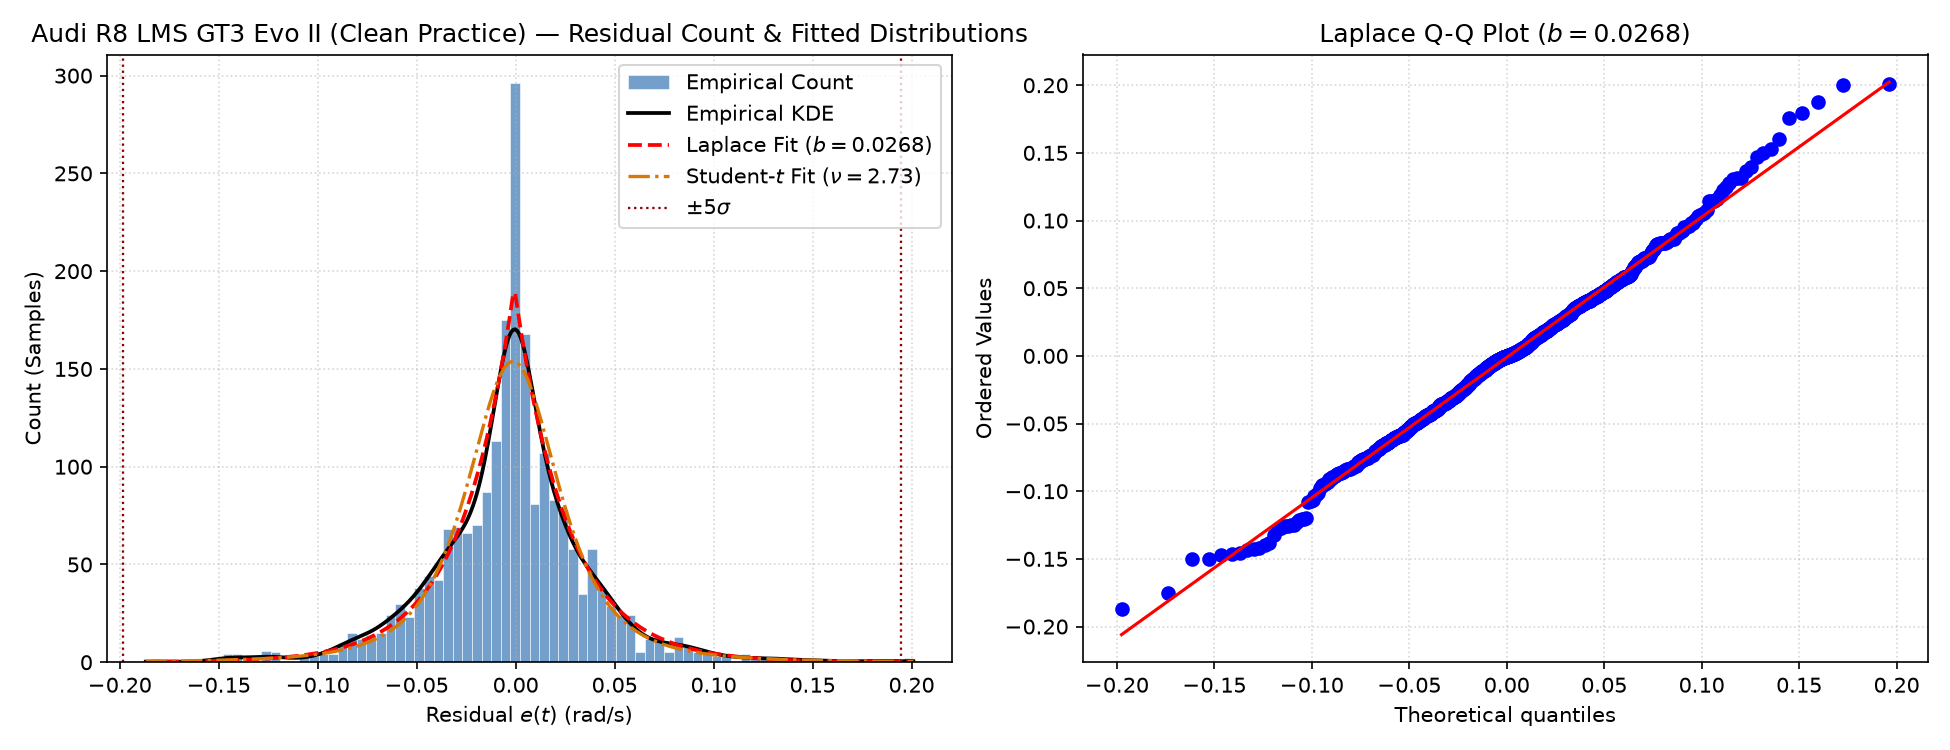 Audi R8 LMS GT3 Evo II (Clean Practice) — Residual Count & Fitted Distributions
Count (Samples)
300
250
200
150
100
50
0
Empirical Count
Empirical KDE
Laplace Fit (b = 0.0268)
Student-t Fit (ν = 2.73)
±5σ
−0.20 −0.15 −0.10 −0.05 0.00 0.05 0.10 0.15 0.20
Residual e(t) (rad/s)
Laplace Q-Q Plot (b = 0.0268)
Ordered Values
0.20
0.15
0.10
0.05
0.00
−0.05
−0.10
−0.15
−0.20
−0.20 −0.15 −0.10 −0.05 0.00 0.05 0.10 0.15 0.20
Theoretical quantiles